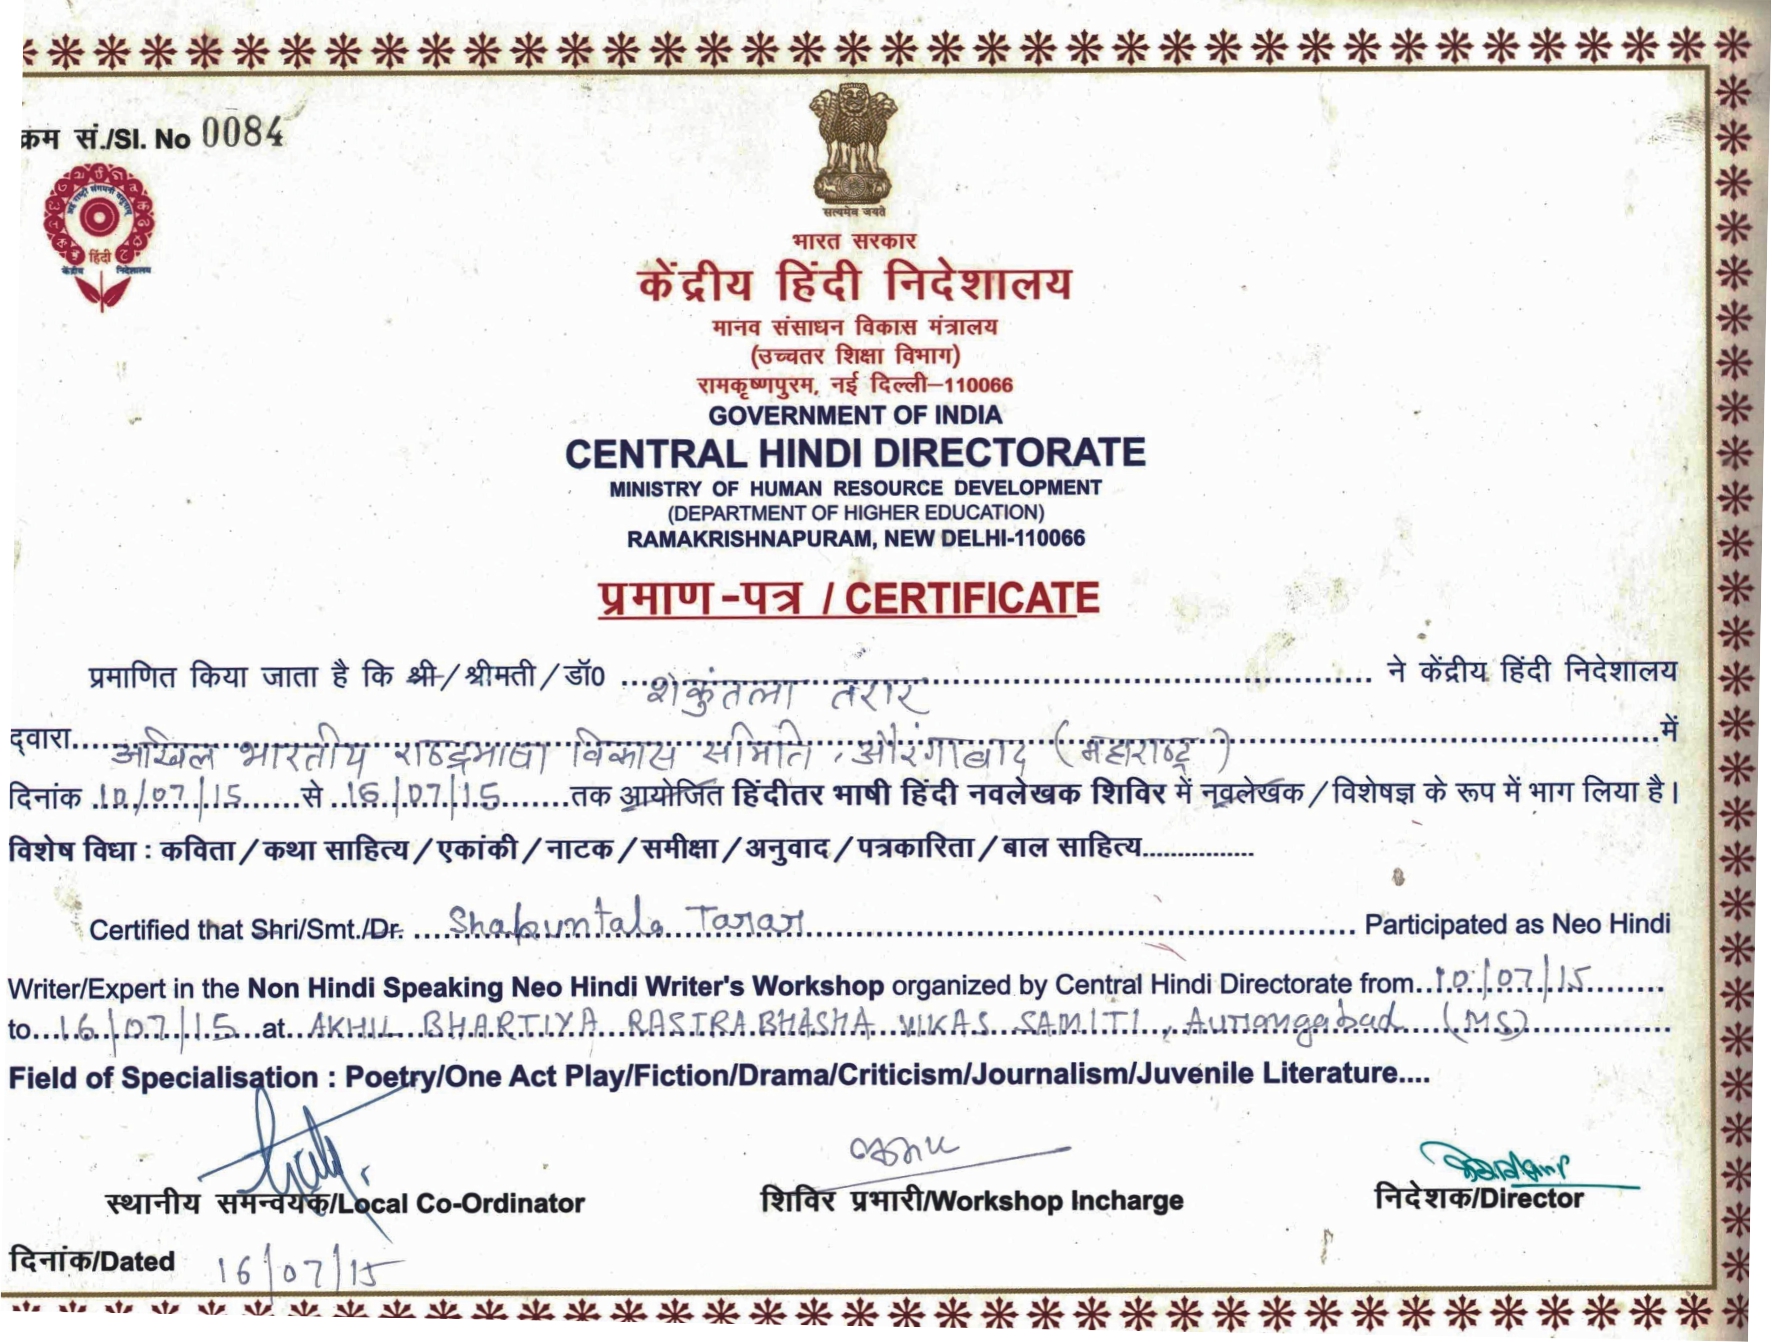 क्रम सं./Sl. No 0084
हिंदी
केंद्रीय निदेशालय
सत्यमेव जयते
भारत सरकार
केंद्रीय हिंदी निदेशालय
मानव संसाधन विकास मंत्रालय
(उच्चतर शिक्षा विभाग)
रामकृष्णपुरम, नई दिल्ली–110066
GOVERNMENT OF INDIA
CENTRAL HINDI DIRECTORATE
MINISTRY OF HUMAN RESOURCE DEVELOPMENT
(DEPARTMENT OF HIGHER EDUCATION)
RAMAKRISHNAPURAM, NEW DELHI-110066
प्रमाण-पत्र / CERTIFICATE
प्रमाणित किया जाता है कि श्री/श्रीमती/डॉ0 शकुंतला तरार ने केंद्रीय हिंदी निदेशालय
द्वारा अखिल भारतीय राष्ट्रभाषा विकास समिति, औरंगाबाद (महाराष्ट्र) में
दिनांक 10/07/15 से 16/07/15 तक आयोजित हिंदीतर भाषी हिंदी नवलेखक शिविर में नवलेखक/विशेषज्ञ के रूप में भाग लिया है।
विशेष विधा : कविता/कथा साहित्य/एकांकी/नाटक/समीक्षा/अनुवाद/पत्रकारिता/बाल साहित्य................
Certified that Shri/Smt./Dr. Shakuntala Tarar Participated as Neo Hindi
Writer/Expert in the Non Hindi Speaking Neo Hindi Writer's Workshop organized by Central Hindi Directorate from 10/07/15
to 16/07/15 at AKHIL BHARTIYA RASTRABHASHA VIKAS SAMITI, Aurangabad (MS)
Field of Specialisation : Poetry/One Act Play/Fiction/Drama/Criticism/Journalism/Juvenile Literature....
स्थानीय समन्वयक/Local Co-Ordinator शिविर प्रभारी/Workshop Incharge निदेशक/Director
दिनांक/Dated 16/07/15